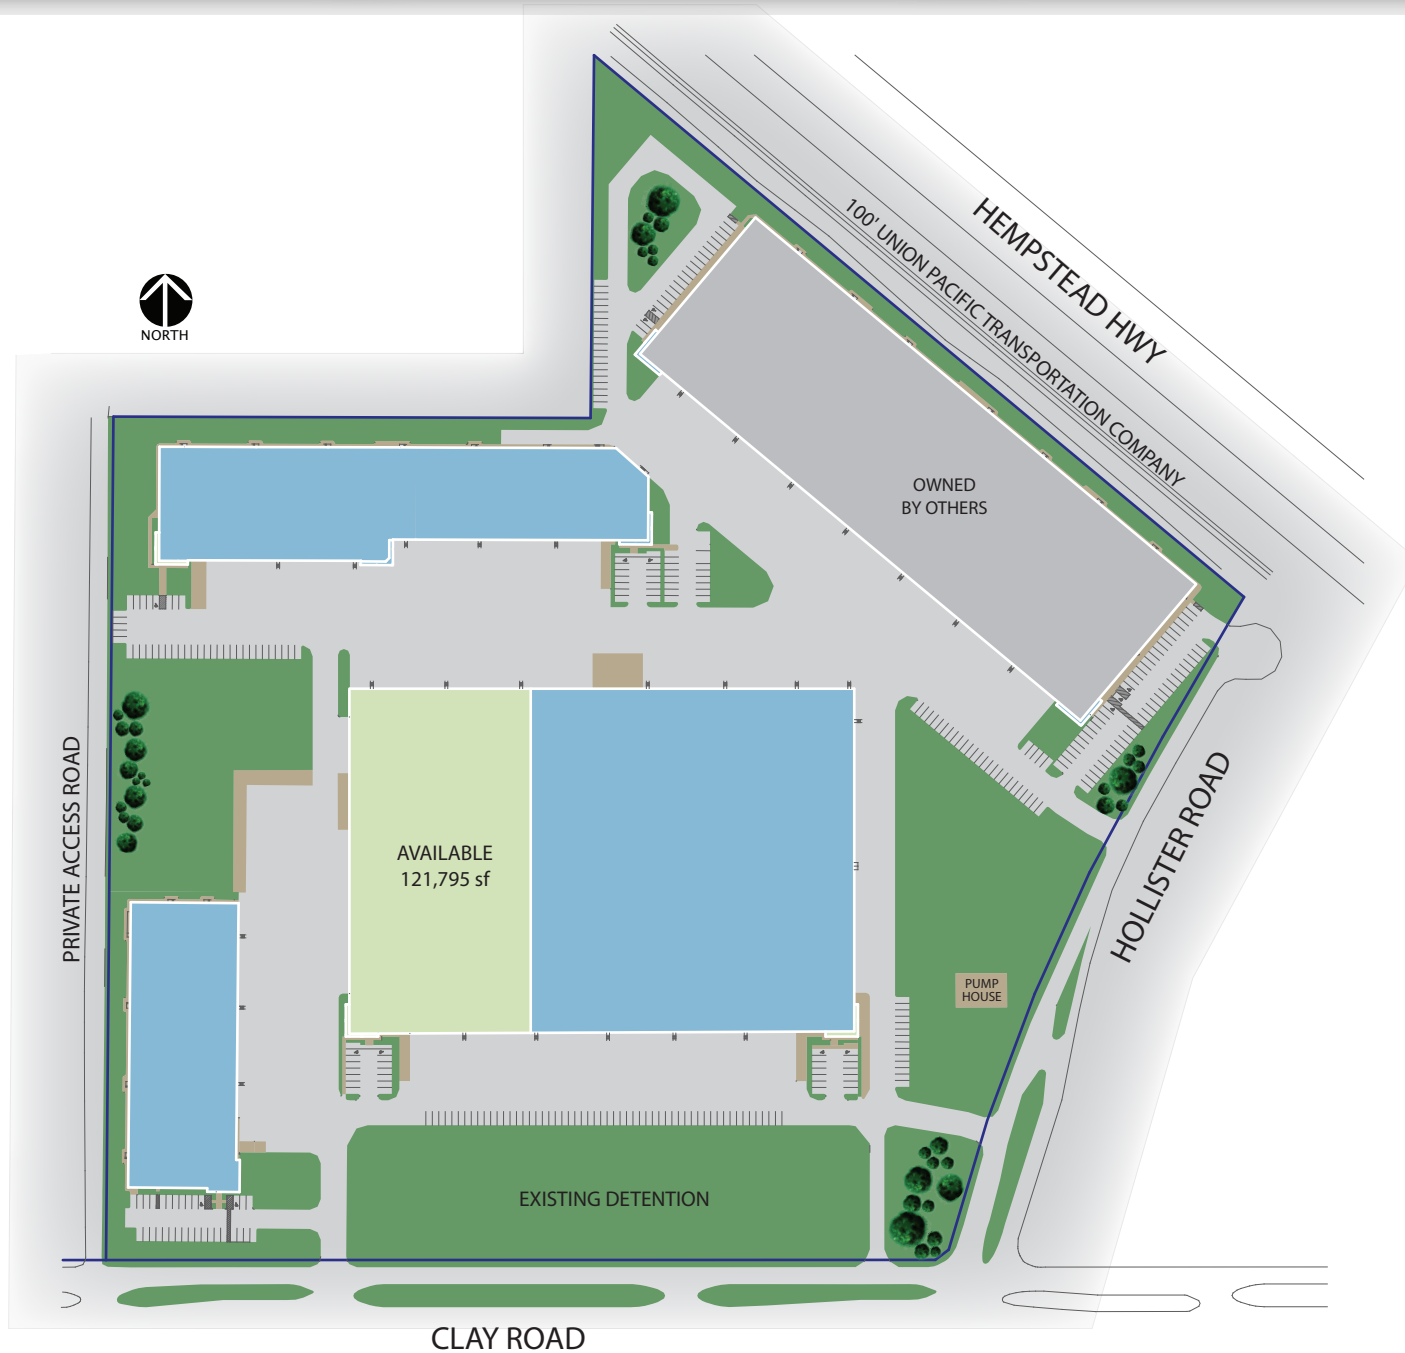 HEMPSTEAD HWY
100' UNION PACIFIC TRANSPORTATION COMPANY
NORTH
OWNED
BY OTHERS
PRIVATE ACCESS ROAD
AVAILABLE
121,795 sf
HOLLISTER ROAD
PUMP
HOUSE
EXISTING DETENTION
CLAY ROAD